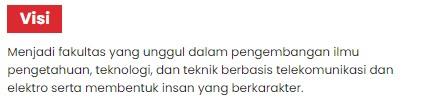 Visi
Menjadi fakultas yang unggul dalam pengembangan ilmu
pengetahuan, teknologi, dan teknik berbasis telekomunikasi dan
elektro serta membentuk insan yang berkarakter.